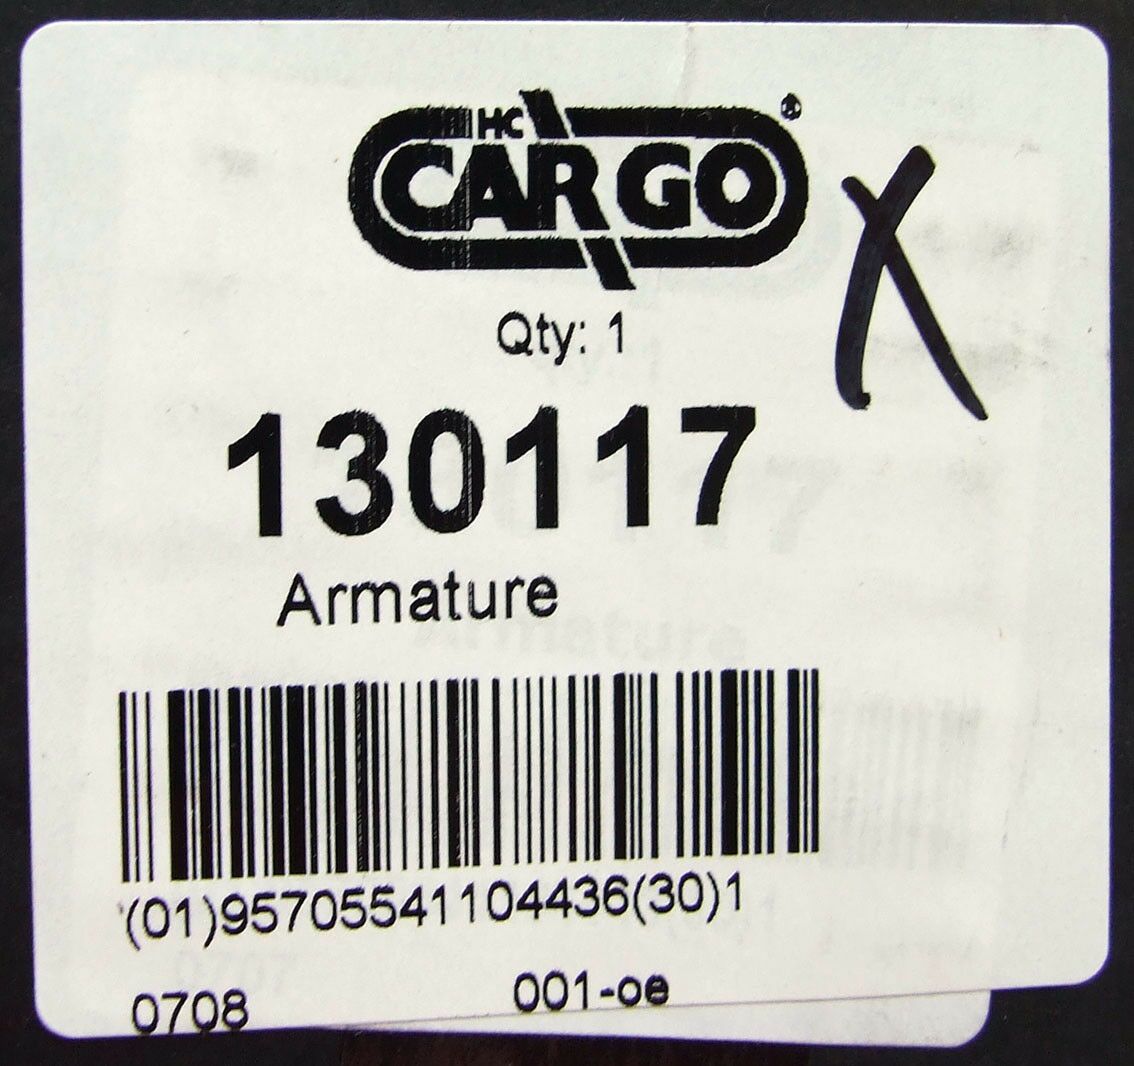 HC
CARGO®
X
Qty: 1
130117
Armature
(01)95705541104436(30)1
0708
001-oe